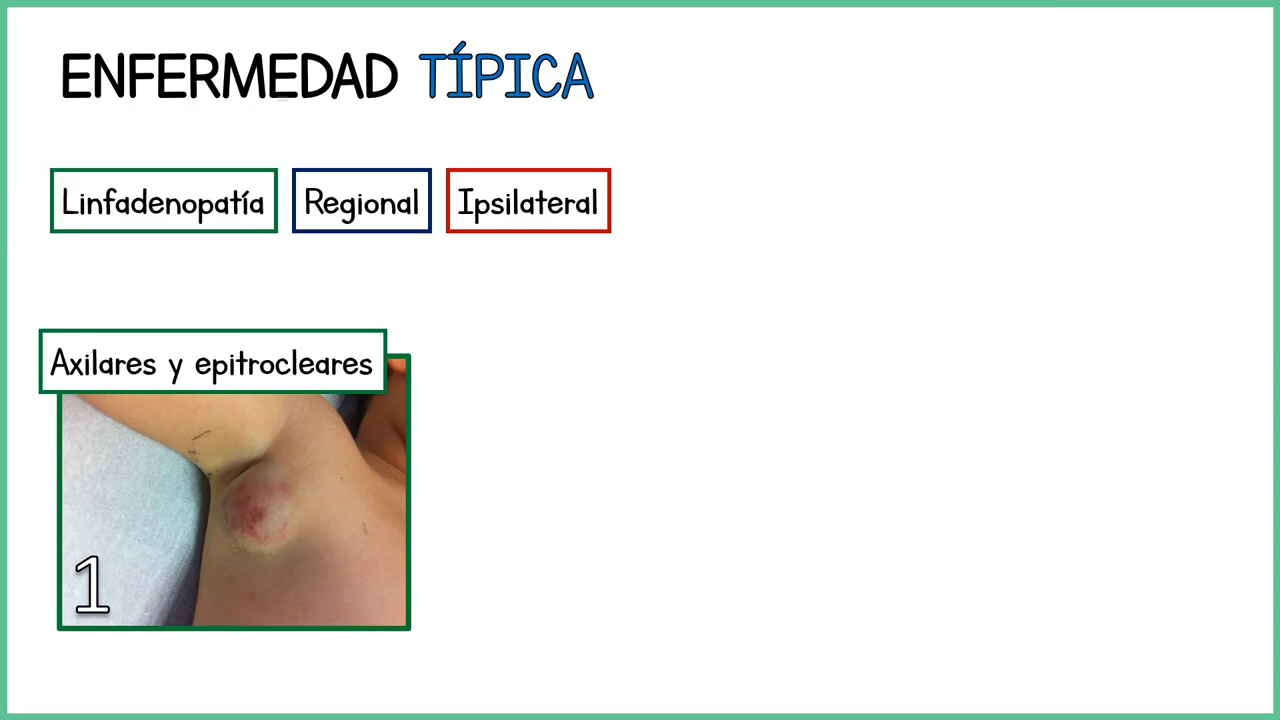 ENFERMEDAD TÍPICA
Linfadenopatía Regional Ipsilateral
Axilares y epitrocleares
1